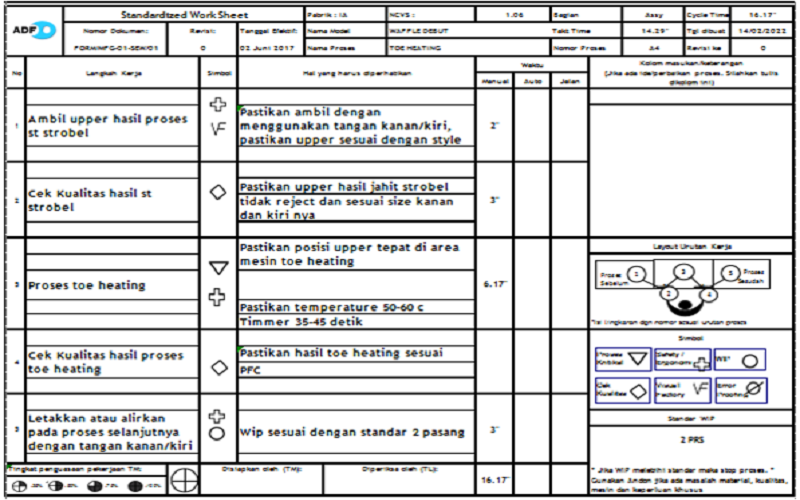 Standardized Work Sheet
Pabrik : IA
NCVS :
1.06
Bagian
Assy
Cycle Time
16.17"
ADF
Nomor Dokumen:
Revisi:
Tanggal Efektif:
Nama Model
WAFFLE DEBUT
Takt Time
14.29"
Tgl dibuat
14/02/2022
FORM/MFG-01-SEW/01
0
02 Juni 2017
Nama Proses
TOE HEATING
Nomor Proses
A4
Revisi ke
0
No
Langkah Kerja
Simbol
Hal yang harus diperhatikan
Waktu
Manual
Auto
Jalan
Kolom masukan/keterangan
(Jika ada ide/perbaikan proses. Silahkan tulis
dikolom ini)
1
Ambil upper hasil proses
st strobel
VF
Pastikan ambil dengan
menggunakan tangan kanan/kiri,
pastikan upper sesuai dengan style
2"
2
Cek Kualitas hasil st
strobel
Pastikan upper hasil jahit strobel
tidak reject dan sesuai size kanan
dan kiri nya
3"
3
Proses toe heating
Pastikan posisi upper tepat di area
mesin toe heating
Pastikan temperature 50-60 c
Timmer 35-45 detik
6.17"
Layout Urutan Kerja
Proses
Sebelum
1
3
5
Proses
Sesudah
2
4
*Isi lingkaran dgn nomor sesuai urutan proses
4
Cek Kualitas hasil proses
toe heating
Pastikan hasil toe heating sesuai
PFC
Simbol
Proses
Kritikal
Safety /
Ergonomi
WIP
Cek
Kualitas
Visual
Factory
VF
Error
Proofing
5
Letakkan atau alirkan
pada proses selanjutnya
dengan tangan kanan/kiri
Wip sesuai dengan standar 2 pasang
3"
Standar WIP
2 PRS
Tingkat penguasaan pekerjaan TM:
Disiapkan oleh (TM):
Diperiksa oleh (TL):
16.17"
* Jika WIP melebihi standar maka stop proses. *
Gunakan Andon jika ada masalah material, kualitas,
mesin dan keperluan khusus